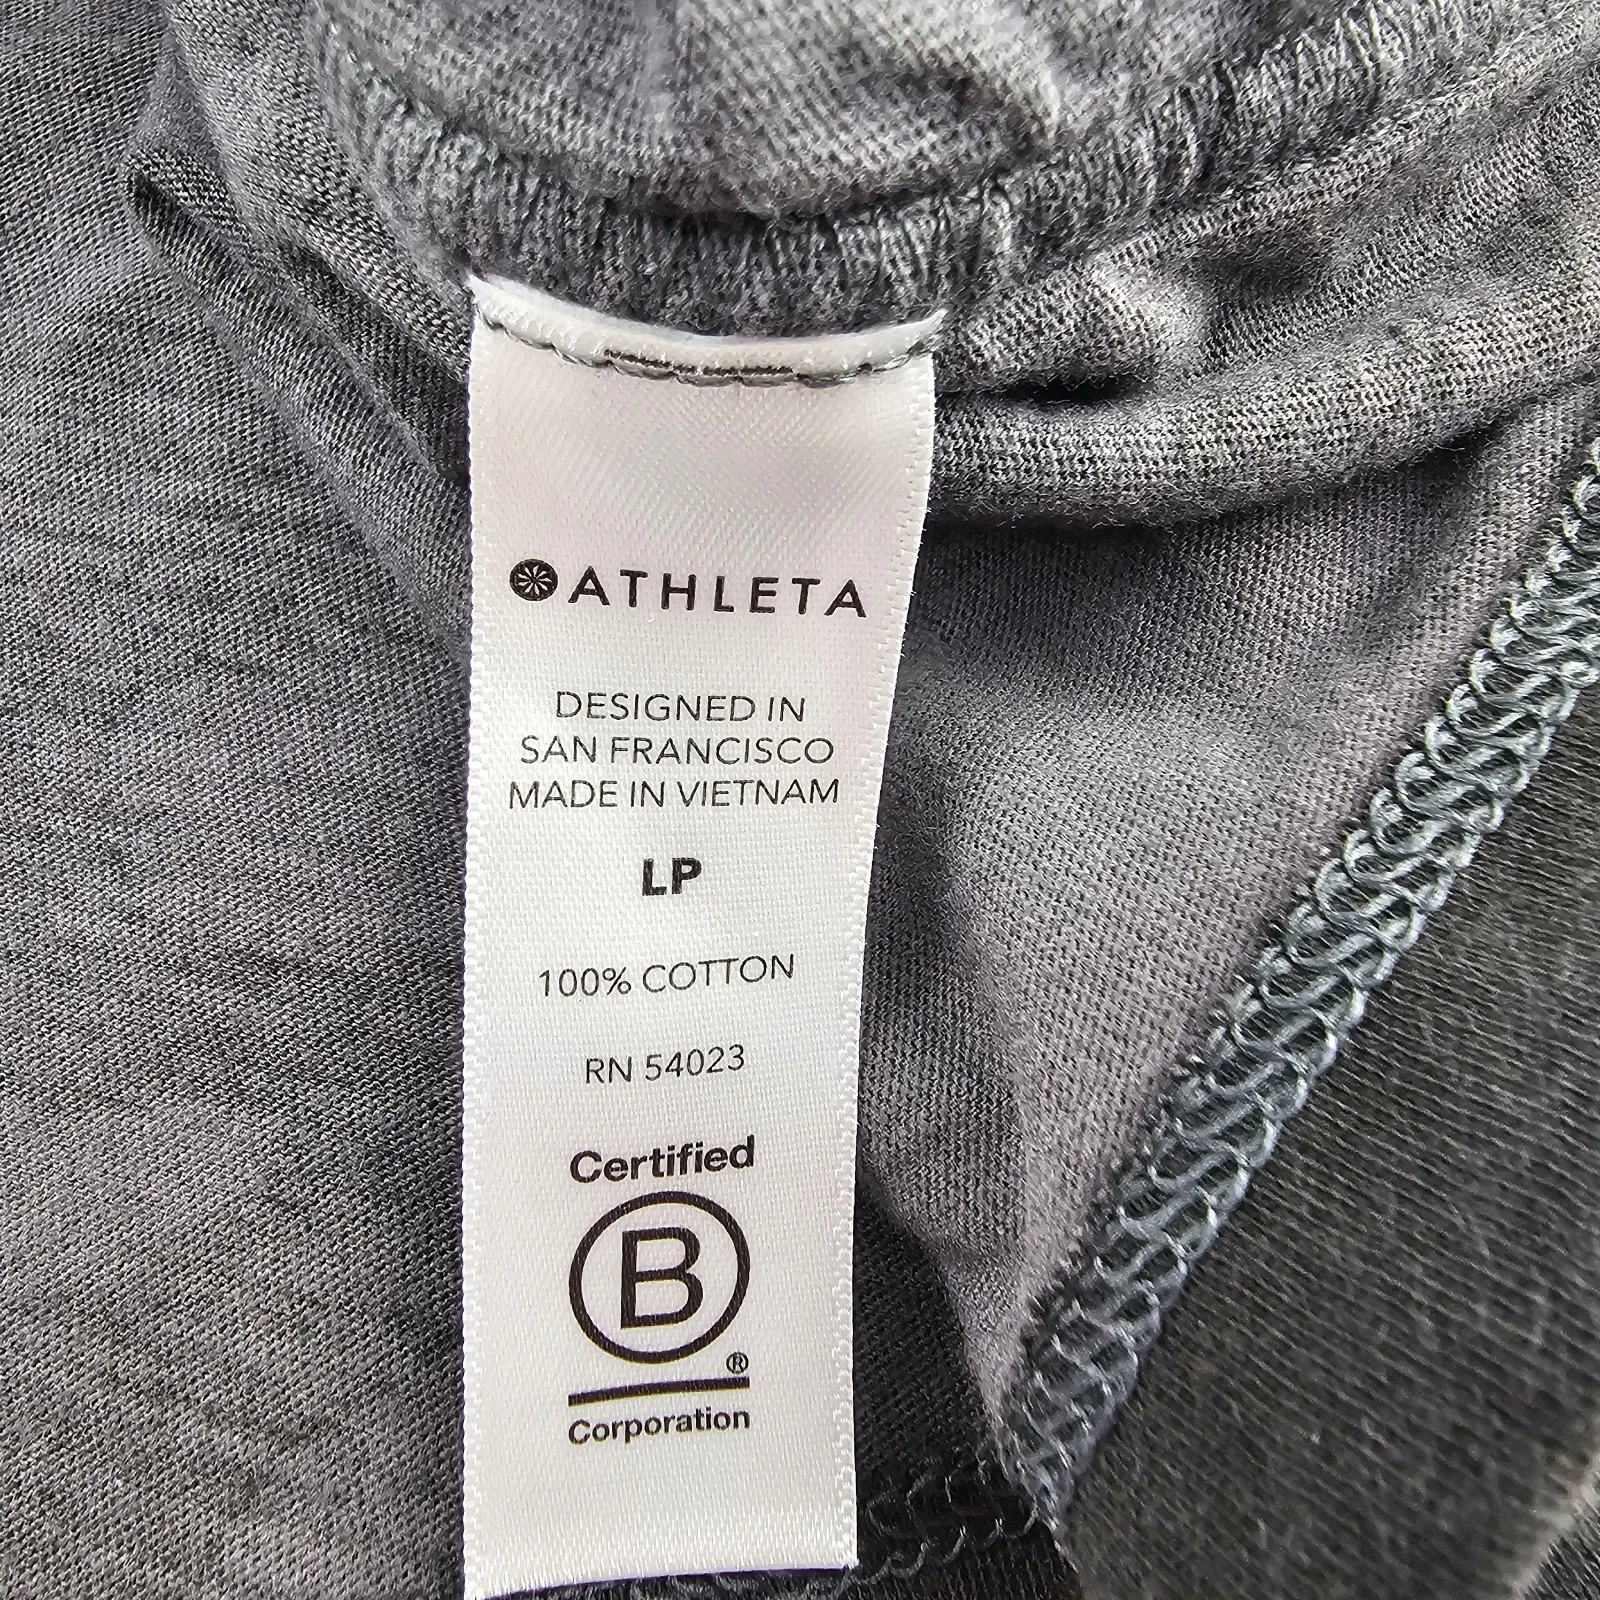 ATHLETA
DESIGNED IN
SAN FRANCISCO
MADE IN VIETNAM
LP
100% COTTON
RN 54023
Certified
B
®
Corporation